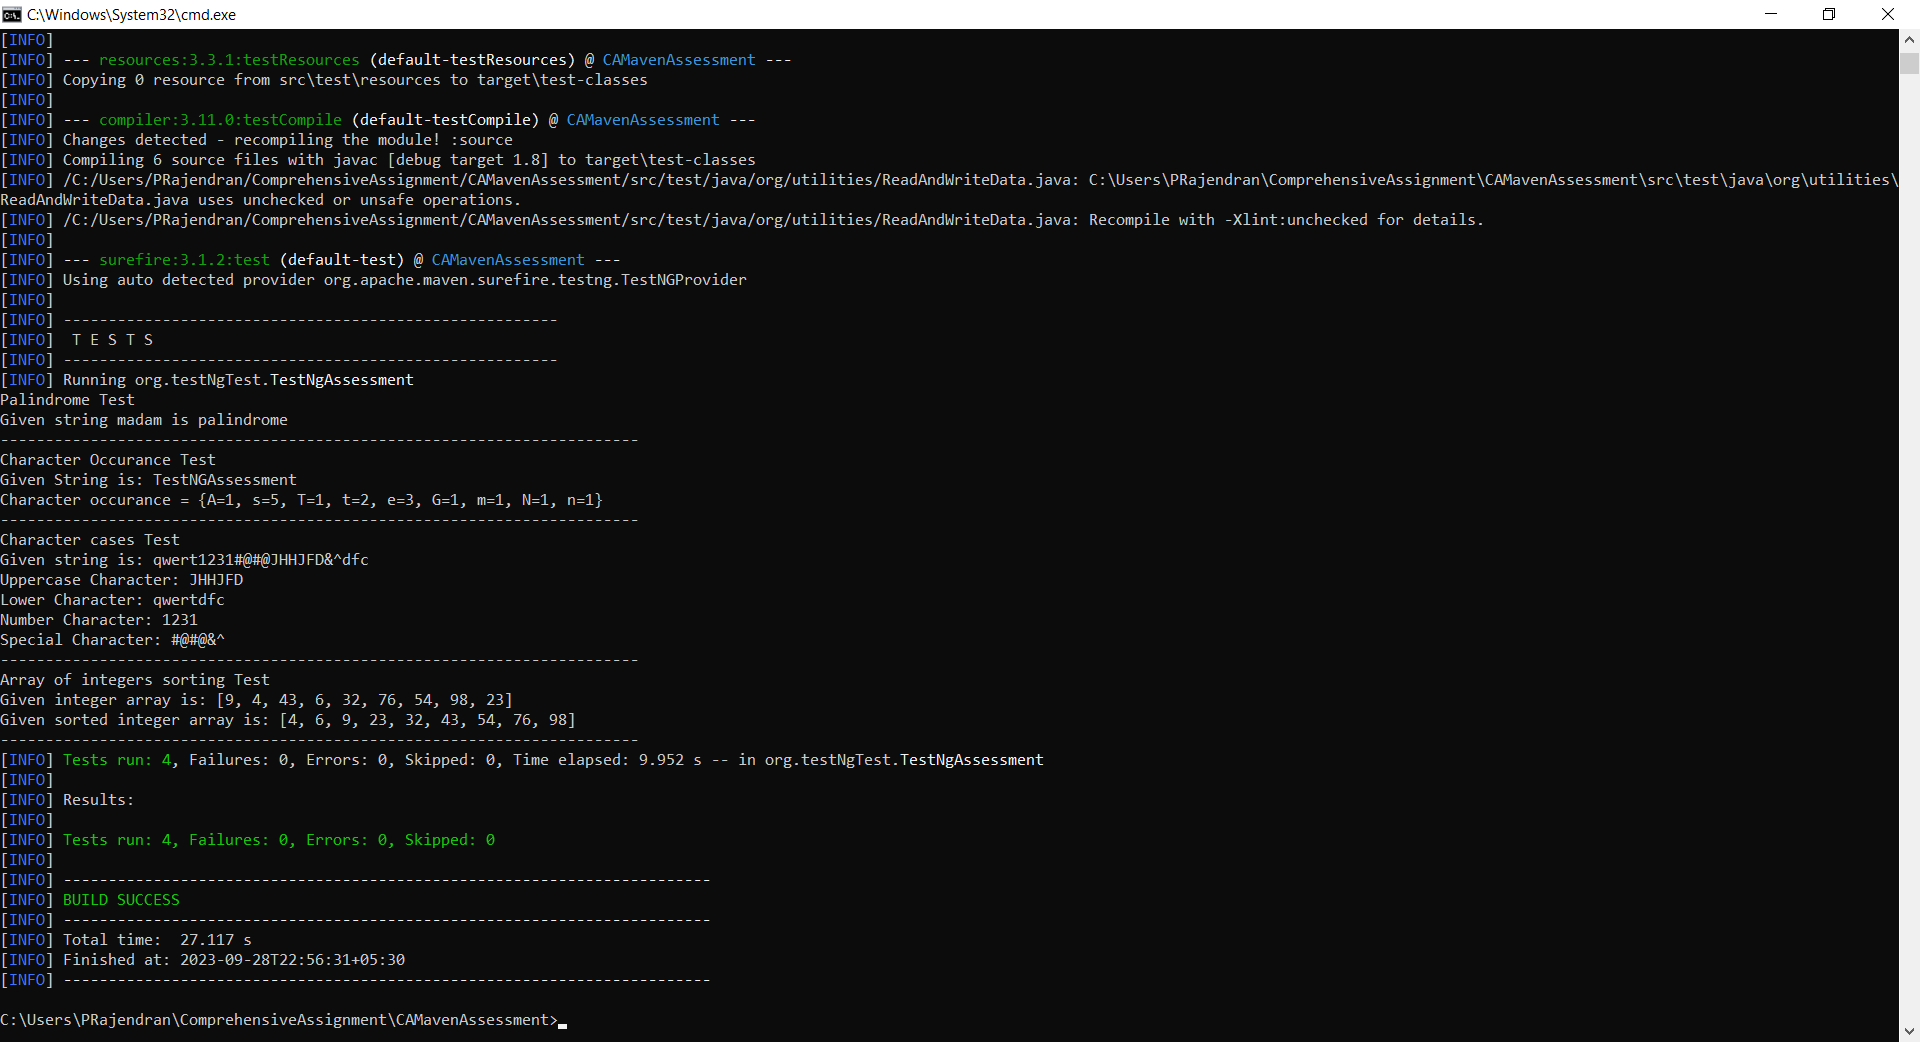 C:\Windows\System32\cmd.exe
[INFO]
[INFO] --- resources:3.3.1:testResources (default-testResources) @ CAMavenAssessment ---
[INFO] Copying 0 resource from src\test\resources to target\test-classes
[INFO]
[INFO] --- compiler:3.11.0:testCompile (default-testCompile) @ CAMavenAssessment ---
[INFO] Changes detected - recompiling the module! :source
[INFO] Compiling 6 source files with javac [debug target 1.8] to target\test-classes
[INFO] /C:/Users/PRajendran/ComprehensiveAssignment/CAMavenAssessment/src/test/java/org/utilities/ReadAndWriteData.java: C:\Users\PRajendran\ComprehensiveAssignment\CAMavenAssessment\src\test\java\org\utilities\
ReadAndWriteData.java uses unchecked or unsafe operations.
[INFO] /C:/Users/PRajendran/ComprehensiveAssignment/CAMavenAssessment/src/test/java/org/utilities/ReadAndWriteData.java: Recompile with -Xlint:unchecked for details.
[INFO]
[INFO] --- surefire:3.1.2:test (default-test) @ CAMavenAssessment ---
[INFO] Using auto detected provider org.apache.maven.surefire.testng.TestNGProvider
[INFO]
[INFO] -------------------------------------------------------
[INFO]  T E S T S
[INFO] -------------------------------------------------------
[INFO] Running org.testNgTest.TestNgAssessment
Palindrome Test
Given string madam is palindrome
-----------------------------------------------------------------------
Character Occurance Test
Given String is: TestNGAssessment
Character occurance = {A=1, s=5, T=1, t=2, e=3, G=1, m=1, N=1, n=1}
-----------------------------------------------------------------------
Character cases Test
Given string is: qwert1231#@#@JHHJFD&^dfc
Uppercase Character: JHHJFD
Lower Character: qwertdfc
Number Character: 1231
Special Character: #@#@&^
-----------------------------------------------------------------------
Array of integers sorting Test
Given integer array is: [9, 4, 43, 6, 32, 76, 54, 98, 23]
Given sorted integer array is: [4, 6, 9, 23, 32, 43, 54, 76, 98]
-----------------------------------------------------------------------
[INFO] Tests run: 4, Failures: 0, Errors: 0, Skipped: 0, Time elapsed: 9.952 s -- in org.testNgTest.TestNgAssessment
[INFO]
[INFO] Results:
[INFO]
[INFO] Tests run: 4, Failures: 0, Errors: 0, Skipped: 0
[INFO]
[INFO] ------------------------------------------------------------------------
[INFO] BUILD SUCCESS
[INFO] ------------------------------------------------------------------------
[INFO] Total time:  27.117 s
[INFO] Finished at: 2023-09-28T22:56:31+05:30
[INFO] ------------------------------------------------------------------------
C:\Users\PRajendran\ComprehensiveAssignment\CAMavenAssessment>